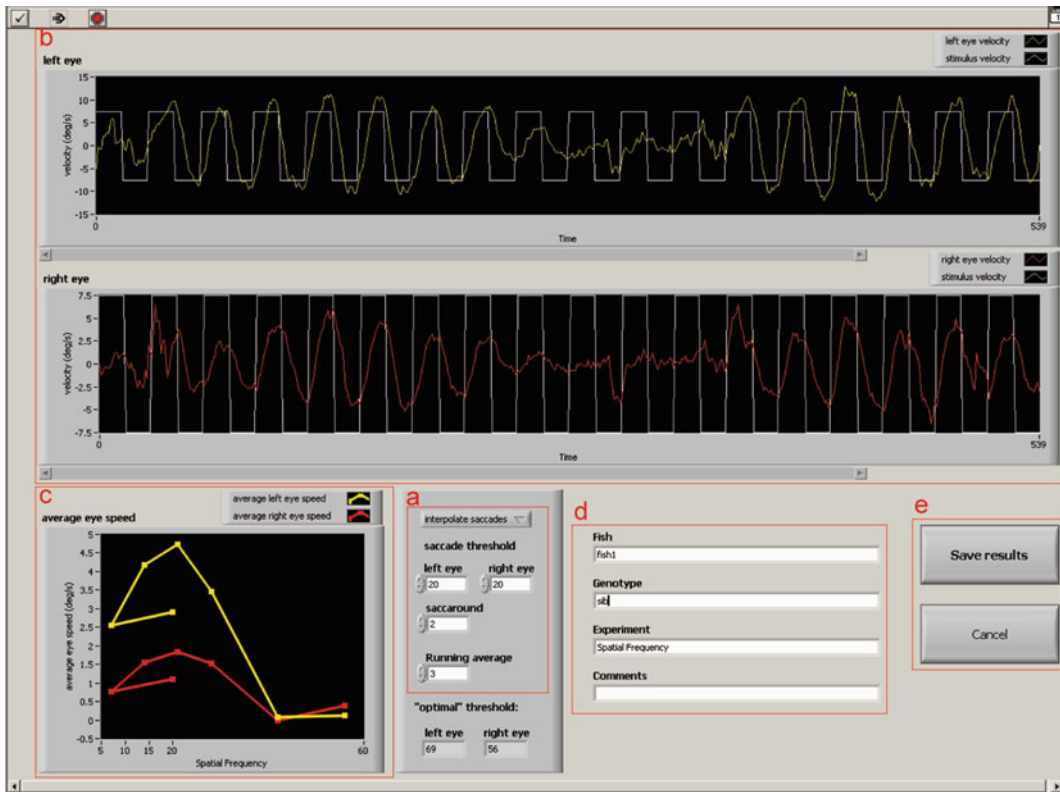 b
left eye velocity
stimulus velocity
left eye
15
10
5
0
-5
-10
-15
velocity (deg/s)
0
539
Time
right eye velocity
stimulus velocity
right eye
7.5
5
2.5
0
-2.5
-5
-7.5
velocity (deg/s)
0
539
Time
c
average left eye speed
average right eye speed
average eye speed
5
4.5
4
3.5
3
2.5
2
1.5
1
0.5
0
-0.5
average eye speed (deg/s)
5 10 15 20 60
Spatial Frequency
a
interpolate saccades
saccade threshold
left eye right eye
20 20
saccaround
2
Running average
3
"optimal" threshold:
left eye right eye
69 56
d
Fish
fish1
Genotype
sib
Experiment
Spatial Frequency
Comments
e
Save results
Cancel